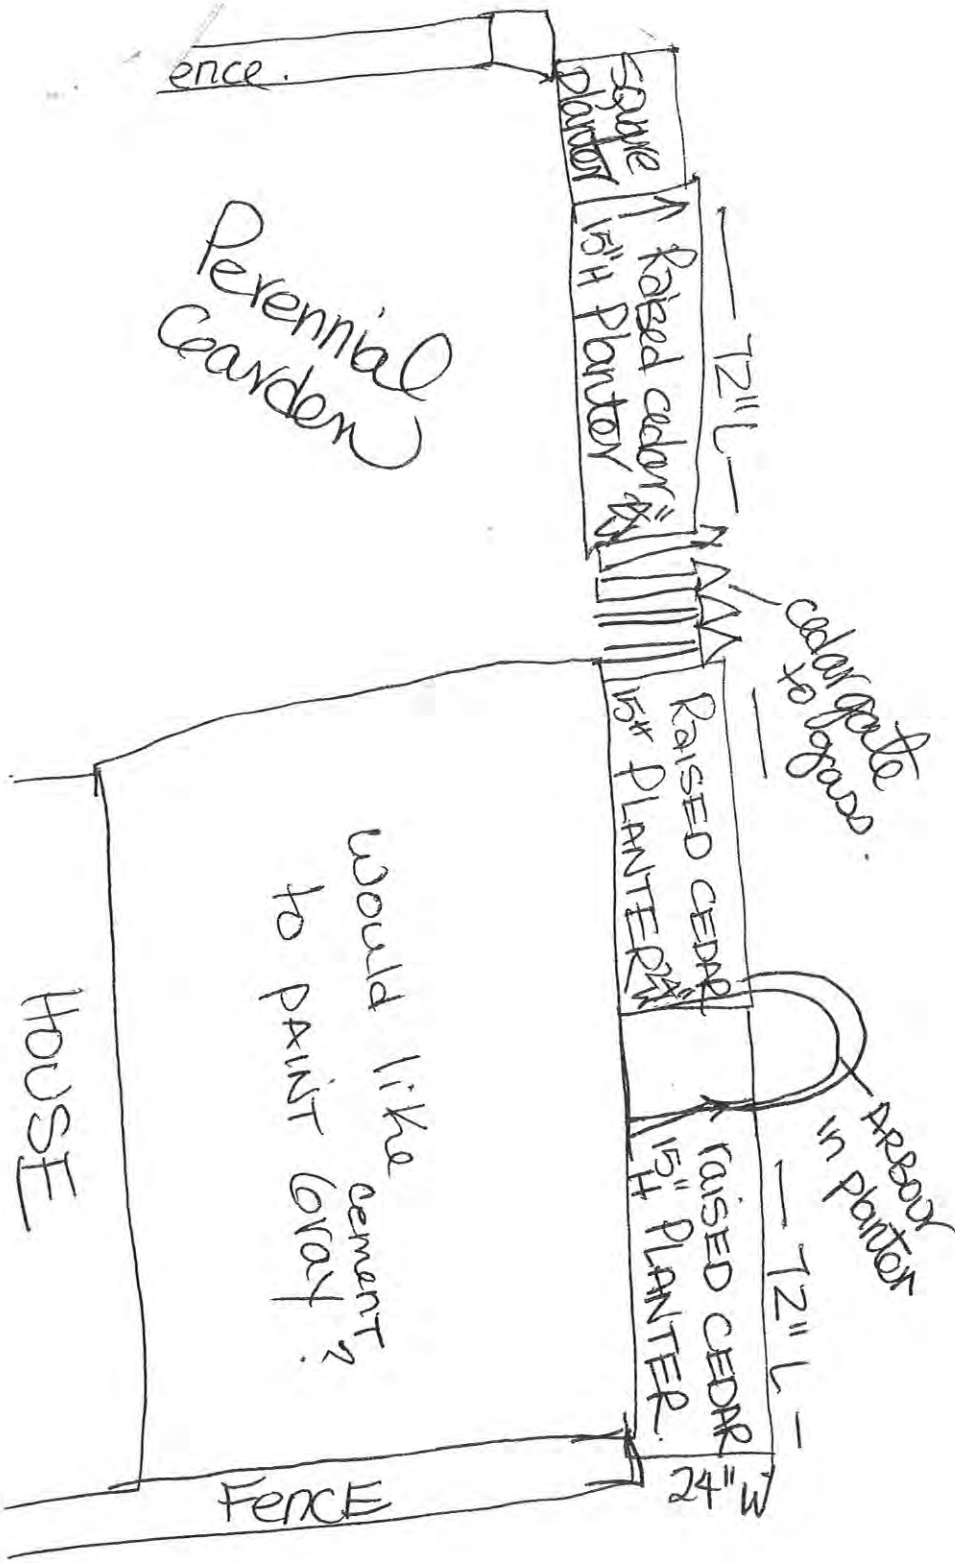 ence.
Square
Planter
Raised cedar
15"H Planter
72" L
Perennial
Garden
cedar gate
to grass.
RAISED CEDAR
15" PLANTER
24"
ARBOUR
in planter
would like
cement
to PAINT Gray?
HOUSE
raised CEDAR
15" H PLANTER.
72" L
24" W
FencE